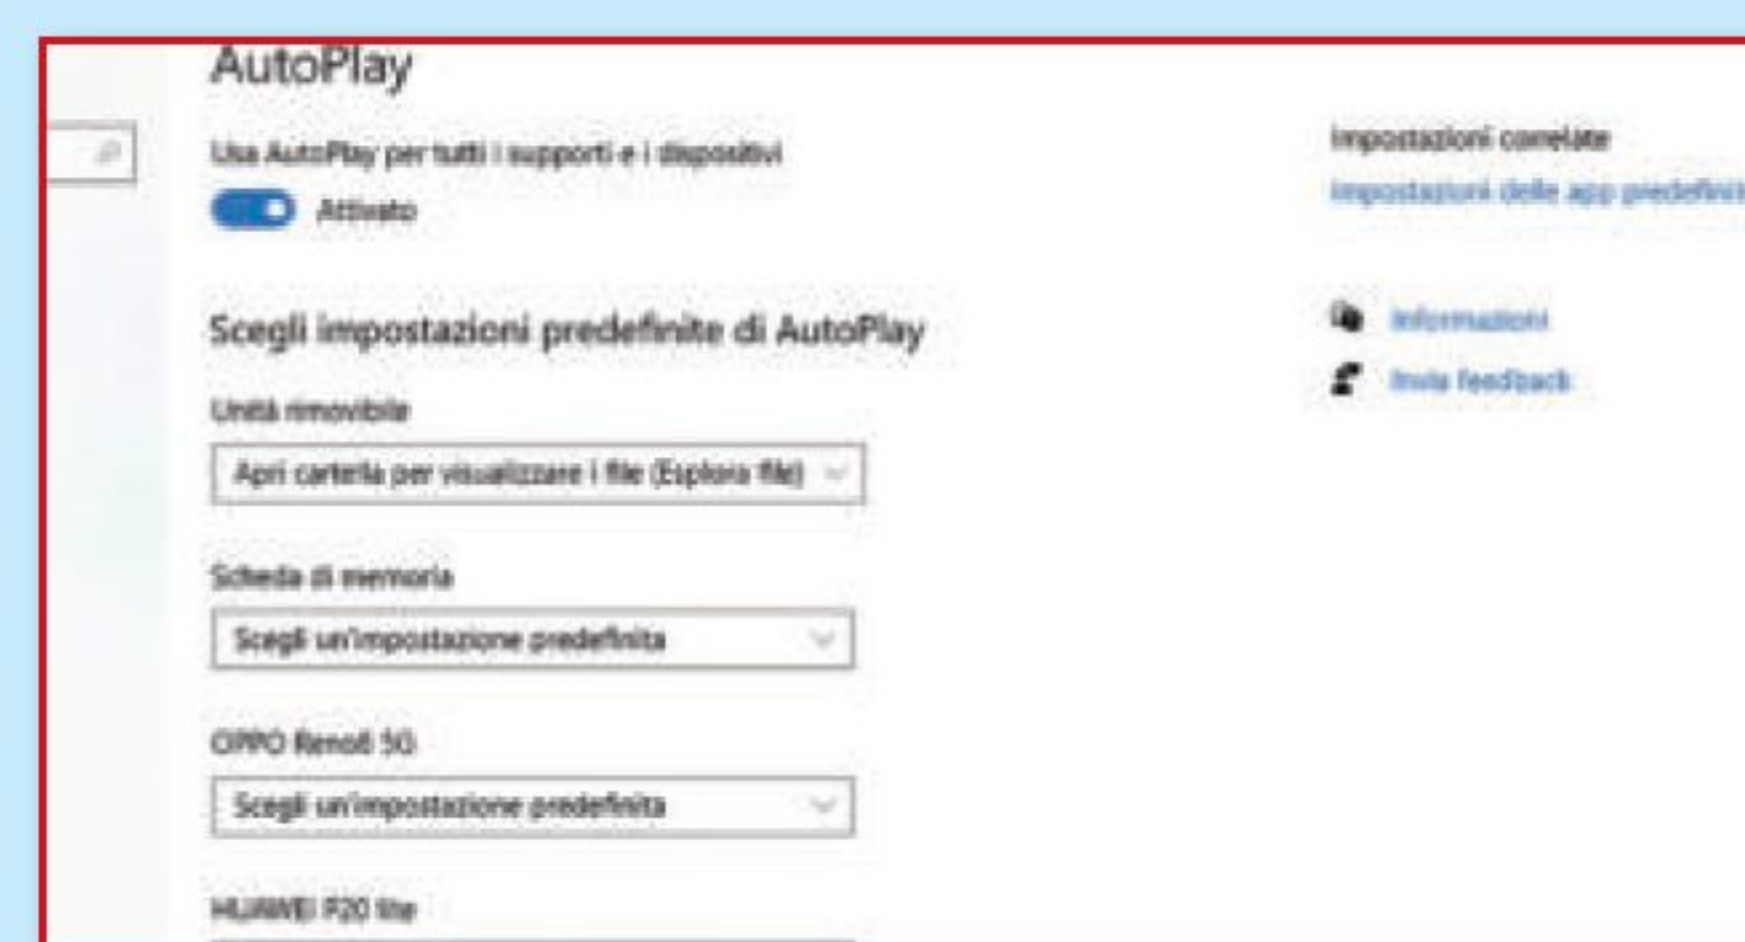 AutoPlay
Usa AutoPlay per tutti i supporti e i dispositivi
Attivato
Scegli impostazioni predefinite di AutoPlay
Unità rimovibile
Apri cartella per visualizzare i file (Esplora file)
Scheda di memoria
Scegli un'impostazione predefinita
OPPO Reno6 5G
Scegli un'impostazione predefinita
HUAWEI P20 lite
Impostazioni correlate
Impostazioni delle app
Informazioni
Invia feedback